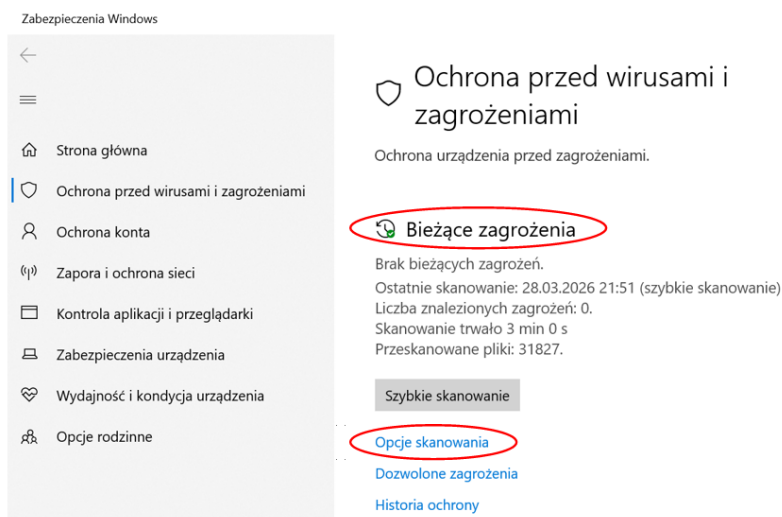 Zabezpieczenia Windows
Strona główna
Ochrona przed wirusami i zagrożeniami
Ochrona konta
Zapora i ochrona sieci
Kontrola aplikacji i przeglądarki
Zabezpieczenia urządzenia
Wydajność i kondycja urządzenia
Opcje rodzinne
Ochrona przed wirusami i
zagrożeniami
Ochrona urządzenia przed zagrożeniami.
Bieżące zagrożenia
Brak bieżących zagrożeń.
Ostatnie skanowanie: 28.03.2026 21:51 (szybkie skanowanie)
Liczba znalezionych zagrożeń: 0.
Skanowanie trwało 3 min 0 s
Przeskanowane pliki: 31827.
Szybkie skanowanie
Opcje skanowania
Dozwolone zagrożenia
Historia ochrony